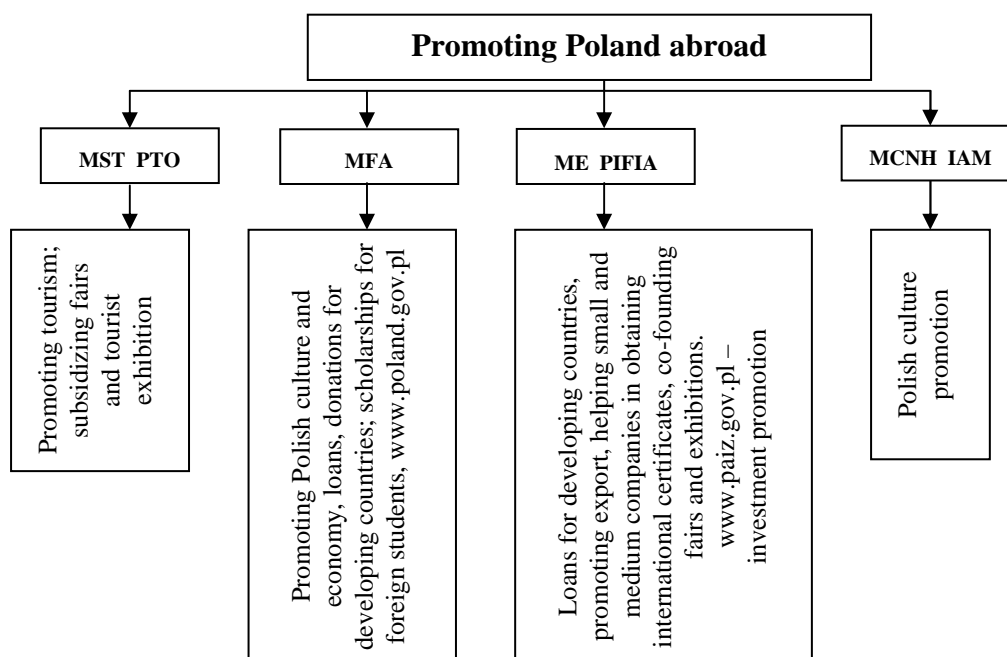 Promoting Poland abroad
MST PTO
MFA
ME PIFIA
MCNH IAM
Promoting tourism;
subsidizing fairs
and tourist
exhibition
Promoting Polish culture and
economy, loans, donations for
developing countries; scholarships for
foreign students, www.poland.gov.pl
Loans for developing countries,
promoting export, helping small and
medium companies in obtaining
international certificates, co-founding
fairs and exhibitions.
www.paiz.gov.pl –
investment promotion
Polish culture
promotion